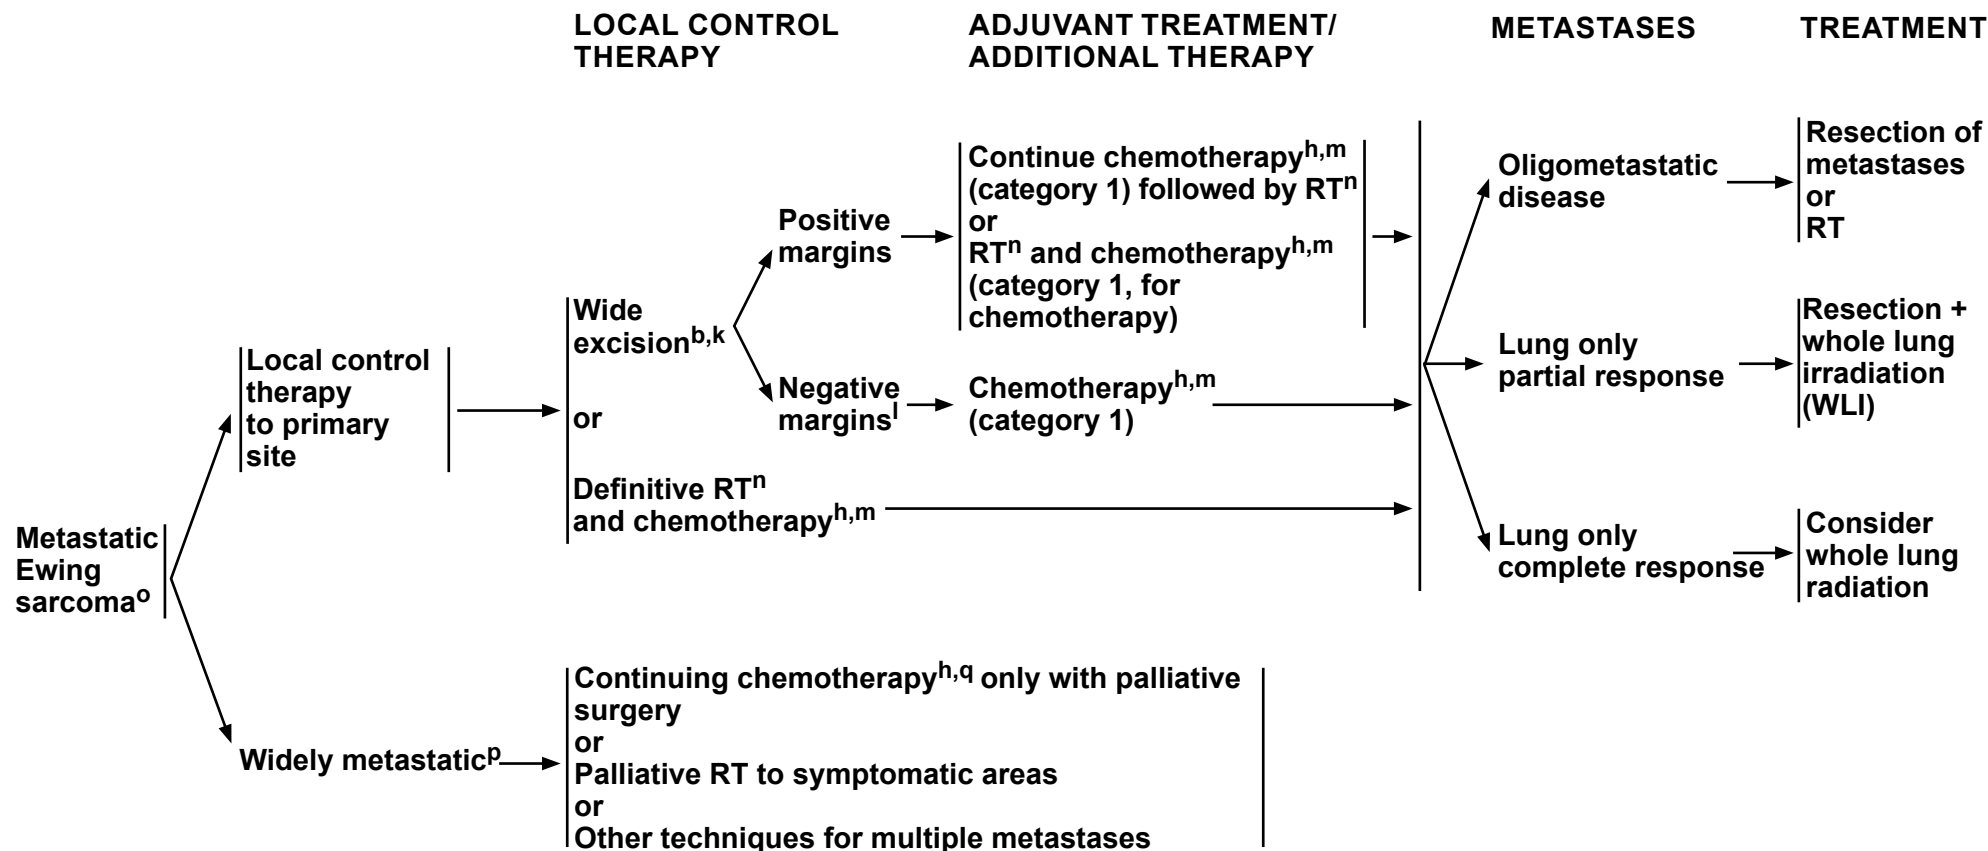 LOCAL CONTROL
THERAPY
ADJUVANT TREATMENT/
ADDITIONAL THERAPY
METASTASES
TREATMENT
Metastatic
Ewing
sarcomaᵒ
Local control
therapy
to primary
site
Wide
excisionᵇ,ᵏ
or
Definitive RTⁿ
and chemotherapyʰ,ᵐ
Positive
margins
Negative
marginsˡ
Continue chemotherapyʰ,ᵐ
(category 1) followed by RTⁿ
or
RTⁿ and chemotherapyʰ,ᵐ
(category 1, for
chemotherapy)
Chemotherapyʰ,ᵐ
(category 1)
Oligometastatic
disease
Resection of
metastases
or
RT
Lung only
partial response
Resection +
whole lung
irradiation
(WLI)
Lung only
complete response
Consider
whole lung
radiation
Widely metastaticᵖ
Continuing chemotherapyʰ,q only with palliative
surgery
or
Palliative RT to symptomatic areas
or
Other techniques for multiple metastases